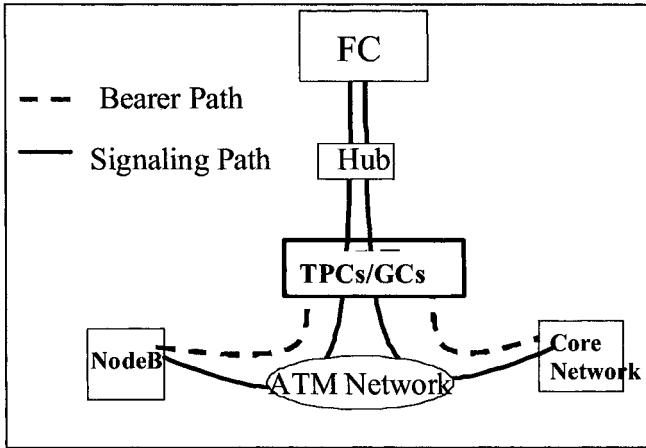 FC
Bearer Path
Signaling Path
Hub
TPCs/GCs
NodeB
ATM Network
Core
Network